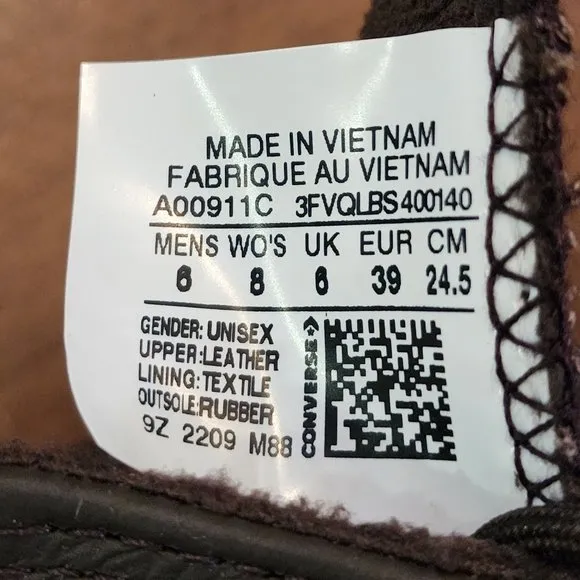 MADE IN VIETNAM
FABRIQUE AU VIETNAM
A00911C 3FVQLBS400140
MENS WO'S UK EUR CM
6 8 6 39 24.5
GENDER: UNISEX
UPPER: LEATHER
LINING: TEXTILE
OUTSOLE: RUBBER
9Z 2209 M88
CONVERSE